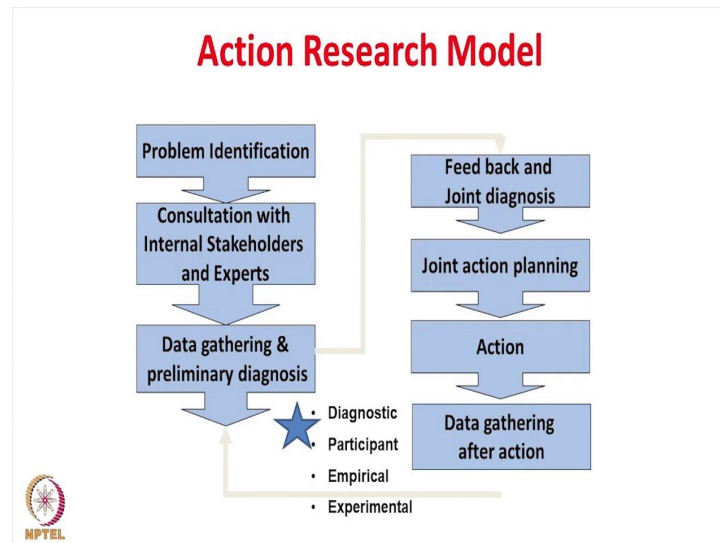 Action Research Model
Problem Identification
Consultation with
Internal Stakeholders
and Experts
Data gathering &
preliminary diagnosis
Feed back and
Joint diagnosis
Joint action planning
Action
Data gathering
after action
• Diagnostic
• Participant
• Empirical
• Experimental
NPTEL